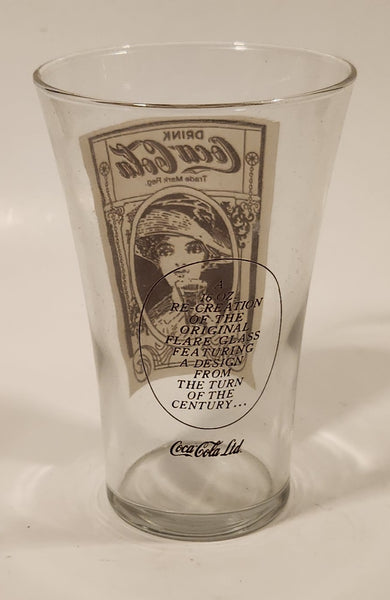 DRINK
Coca-Cola
Trade Mark Reg.
A
16 OZ.
RE-CREATION
OF THE
ORIGINAL
FLARE GLASS
FEATURING
A DESIGN
FROM
THE TURN
OF THE
CENTURY...
Coca-Cola Ltd.